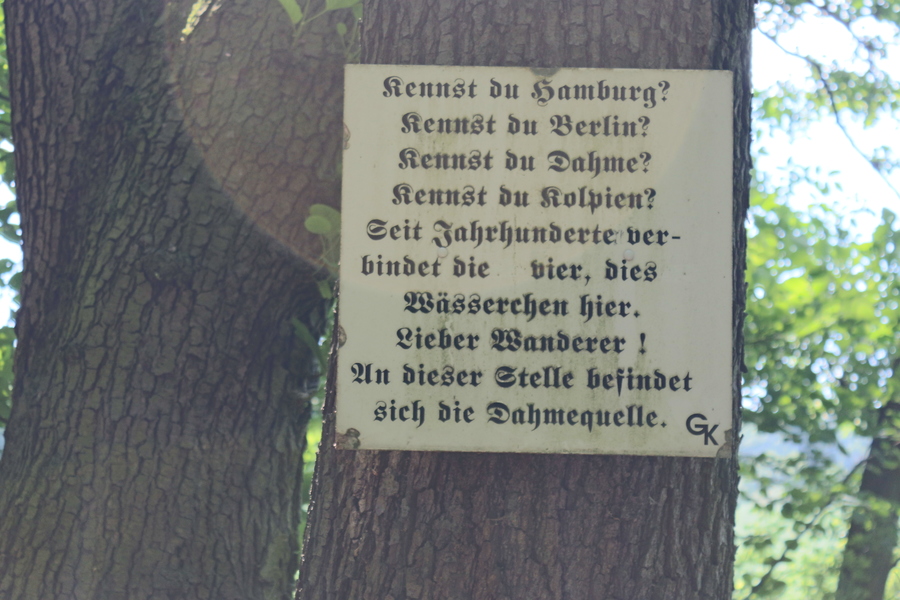 Kennst du Hamburg?
Kennst du Berlin?
Kennst du Dahme?
Kennst du Kolpien?
Seit Jahrhunderte ver-
bindet die vier, dies
Wässerchen hier.
Lieber Wanderer !
An dieser Stelle befindet
sich die Dahmequelle.
GK